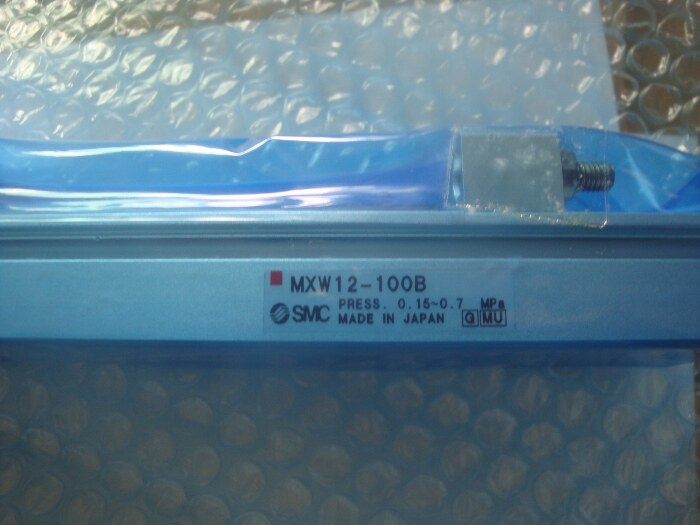 MXW12-100B
PRESS. 0.15~0.7 MPa
SMC MADE IN JAPAN G MU